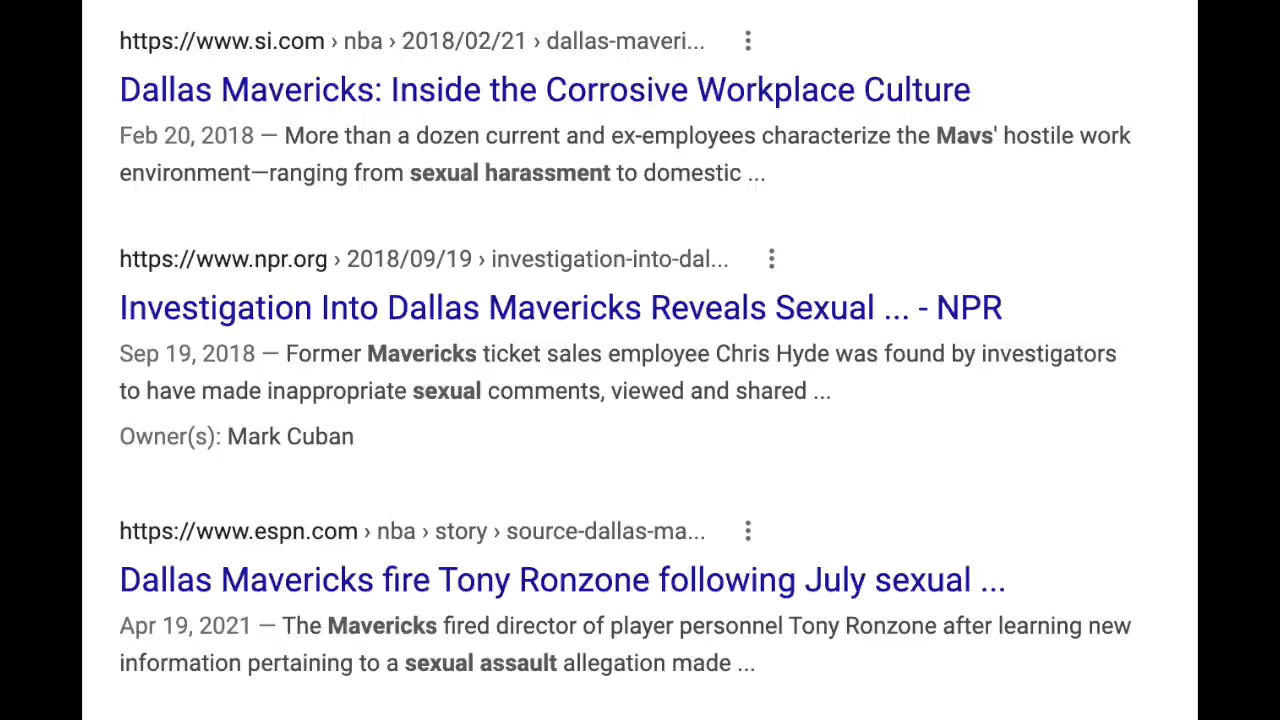 https://www.si.com › nba › 2018/02/21 › dallas-maveri...
Dallas Mavericks: Inside the Corrosive Workplace Culture
Feb 20, 2018 — More than a dozen current and ex-employees characterize the Mavs' hostile work
environment—ranging from sexual harassment to domestic ...
https://www.npr.org › 2018/09/19 › investigation-into-dal...
Investigation Into Dallas Mavericks Reveals Sexual ... - NPR
Sep 19, 2018 — Former Mavericks ticket sales employee Chris Hyde was found by investigators
to have made inappropriate sexual comments, viewed and shared ...
Owner(s): Mark Cuban
https://www.espn.com › nba › story › source-dallas-ma...
Dallas Mavericks fire Tony Ronzone following July sexual ...
Apr 19, 2021 — The Mavericks fired director of player personnel Tony Ronzone after learning new
information pertaining to a sexual assault allegation made ...